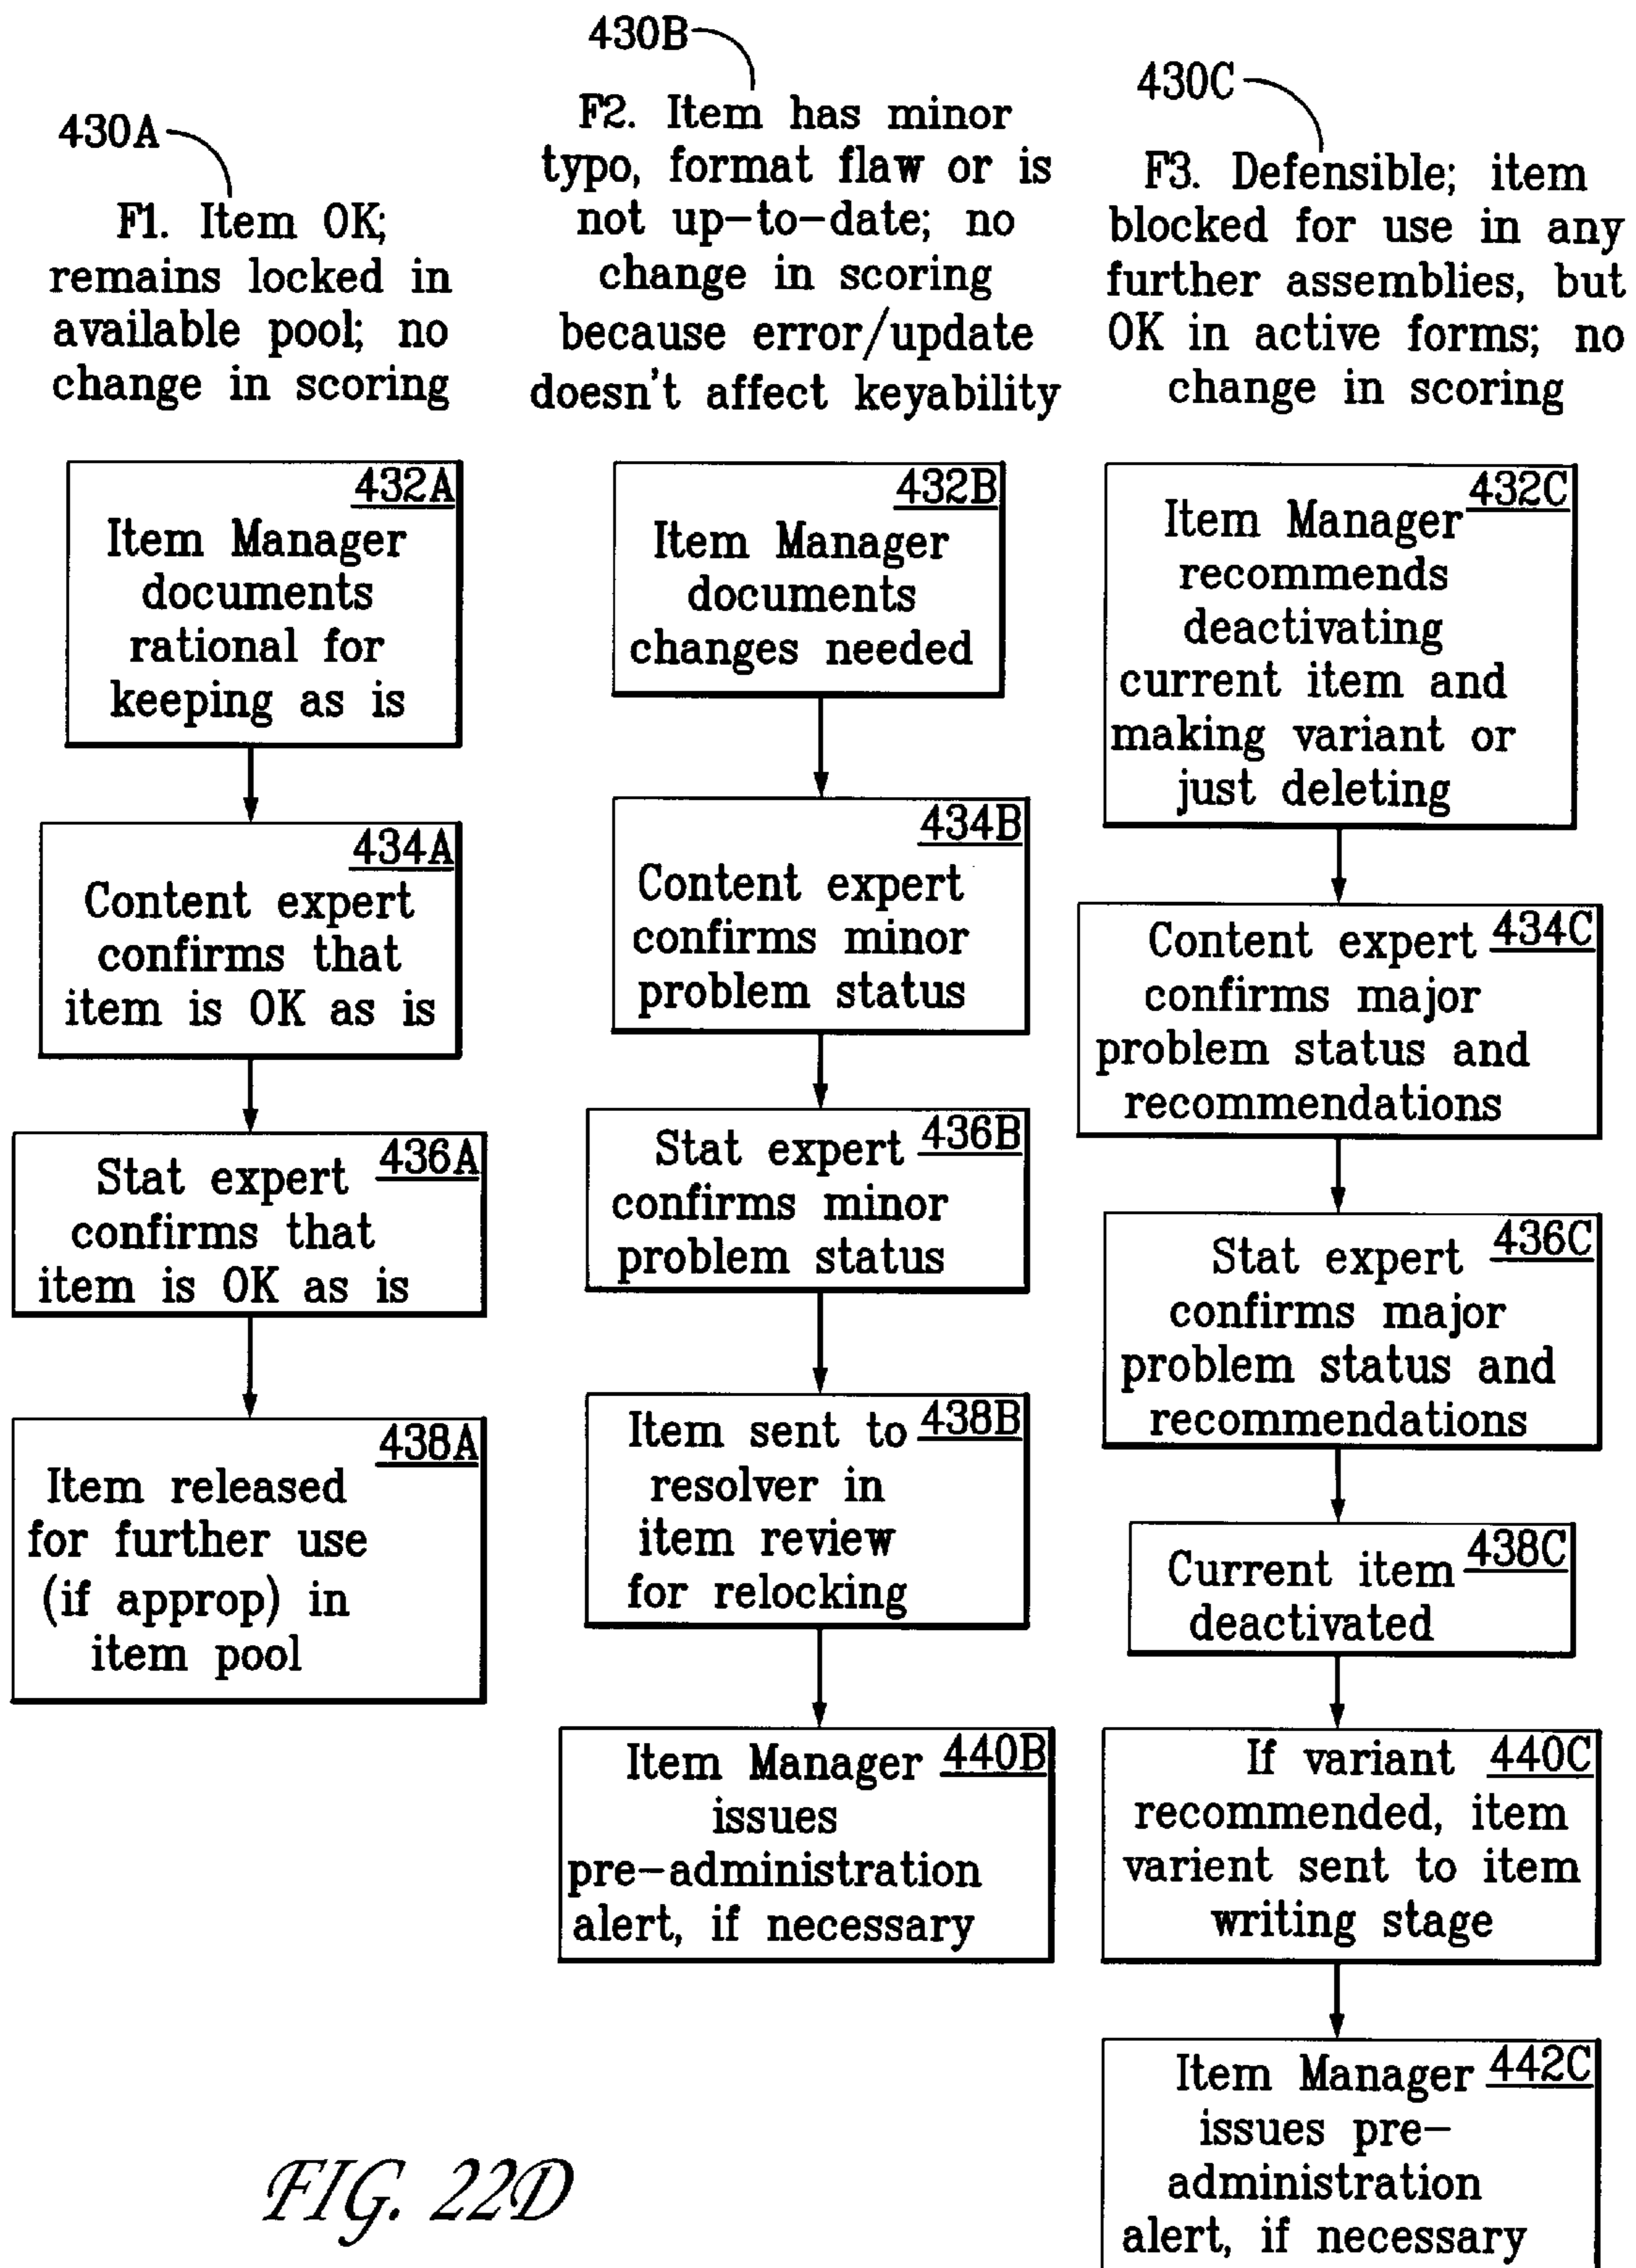 430A
F1. Item OK;
remains locked in
available pool; no
change in scoring
432A
Item Manager
documents
rational for
keeping as is
434A
Content expert
confirms that
item is OK as is
436A
Stat expert
confirms that
item is OK as is
438A
Item released
for further use
(if approp) in
item pool
430B
F2. Item has minor
typo, format flaw or is
not up-to-date; no
change in scoring
because error/update
doesn't affect keyability
432B
Item Manager
documents
changes needed
434B
Content expert
confirms minor
problem status
436B
Stat expert
confirms minor
problem status
438B
Item sent to
resolver in
item review
for relocking
440B
Item Manager
issues
pre-administration
alert, if necessary
430C
F3. Defensible; item
blocked for use in any
further assemblies, but
OK in active forms; no
change in scoring
432C
Item Manager
recommends
deactivating
current item and
making variant or
just deleting
434C
Content expert
confirms major
problem status and
recommendations
436C
Stat expert
confirms major
problem status and
recommendations
438C
Current item
deactivated
440C
If variant
recommended, item
varient sent to item
writing stage
442C
Item Manager
issues pre-
administration
alert, if necessary
FIG. 22D